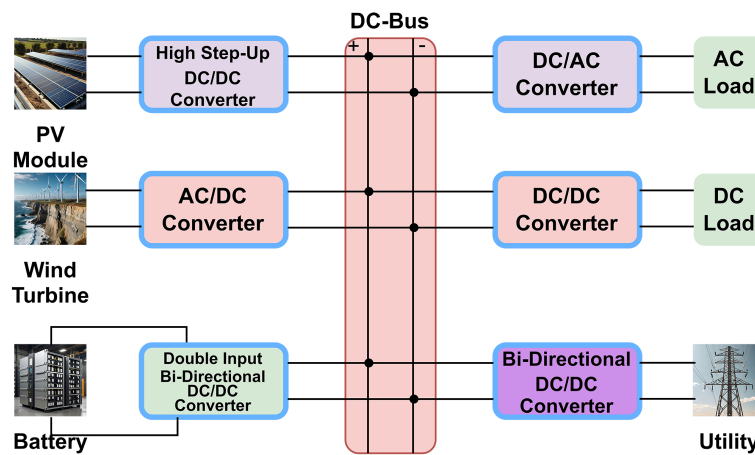 DC-Bus
+ -
High Step-Up
DC/DC
Converter
DC/AC
Converter
AC
Load
PV
Module
AC/DC
Converter
DC/DC
Converter
DC
Load
Wind
Turbine
Double Input
Bi-Directional
DC/DC
Converter
Bi-Directional
DC/DC
Converter
Battery
Utility